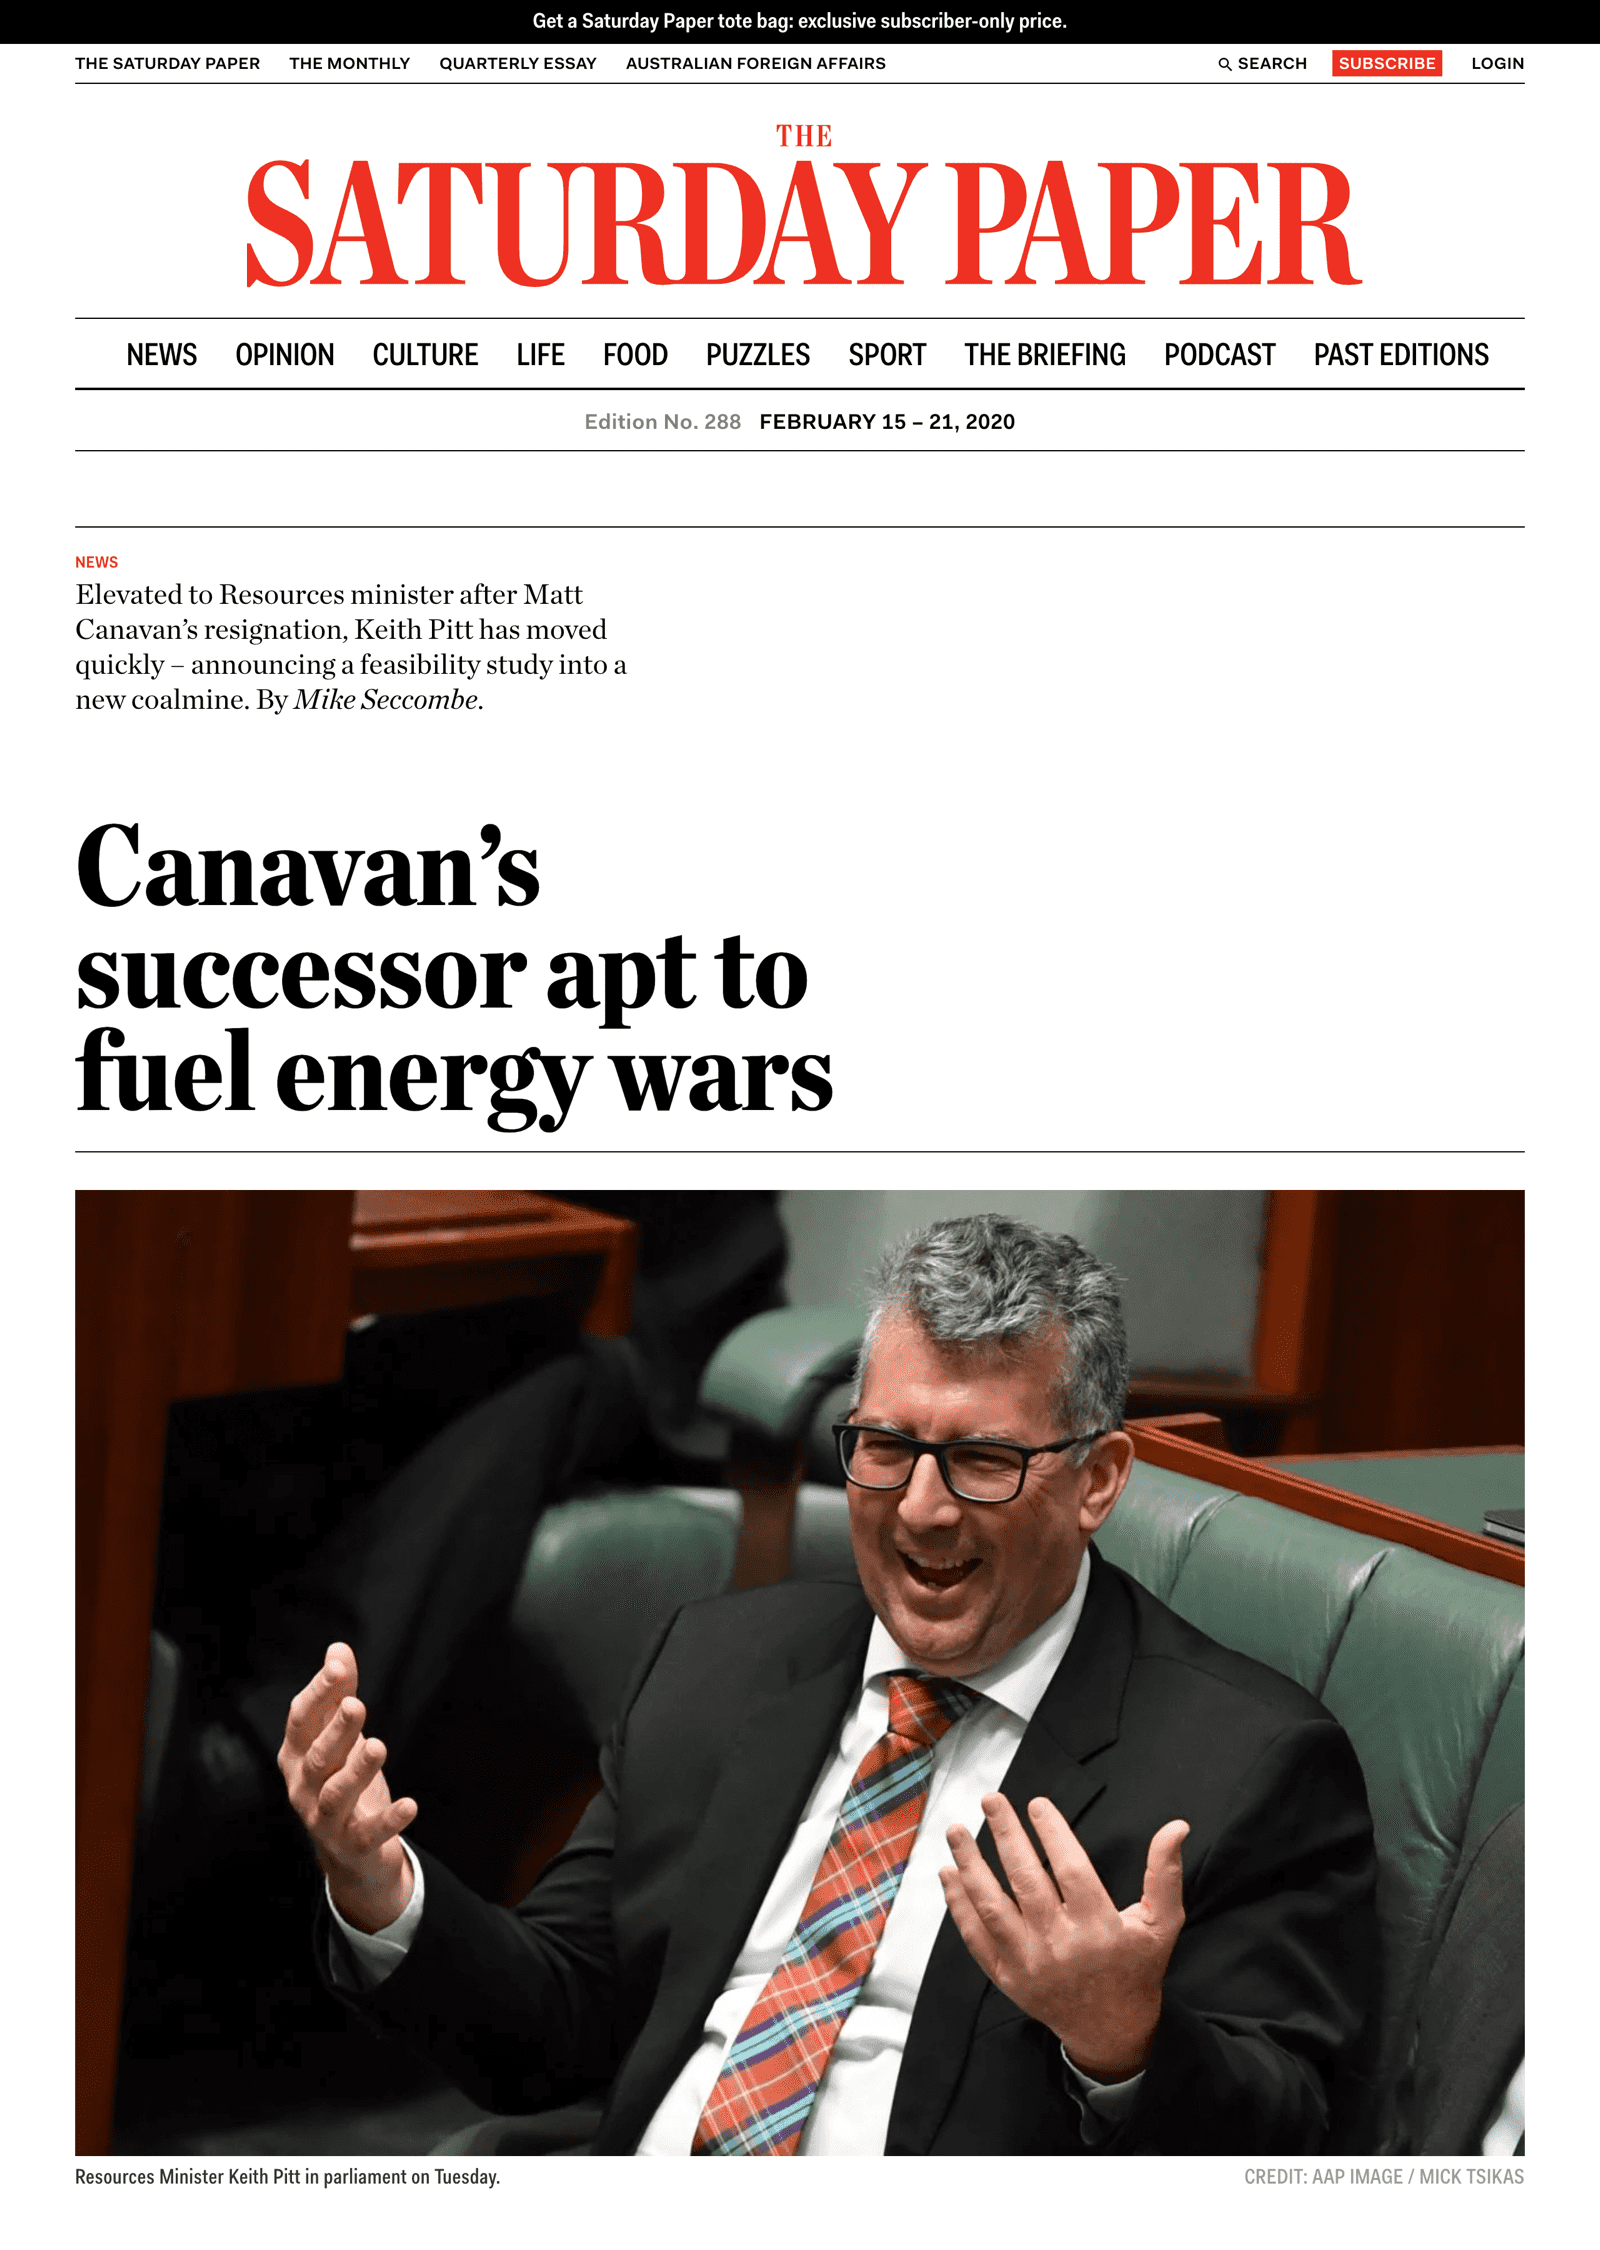 Get a Saturday Paper tote bag: exclusive subscriber-only price.
THE SATURDAY PAPER THE MONTHLY QUARTERLY ESSAY AUSTRALIAN FOREIGN AFFAIRS SEARCH SUBSCRIBE LOGIN
THE
SATURDAY PAPER
NEWS OPINION CULTURE LIFE FOOD PUZZLES SPORT THE BRIEFING PODCAST PAST EDITIONS
Edition No. 288 FEBRUARY 15 – 21, 2020
NEWS
Elevated to Resources minister after Matt
Canavan’s resignation, Keith Pitt has moved
quickly – announcing a feasibility study into a
new coalmine. By Mike Seccombe.
Canavan’s
successor apt to
fuel energy wars
Resources Minister Keith Pitt in parliament on Tuesday.
CREDIT: AAP IMAGE / MICK TSIKAS